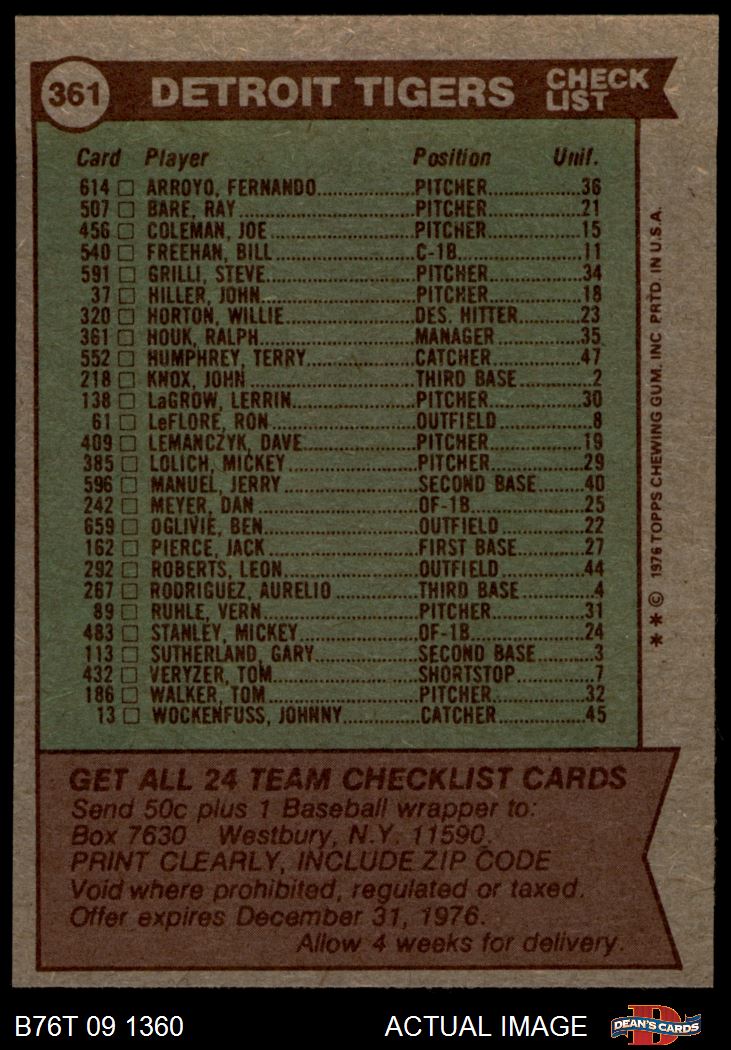 361 DETROIT TIGERS CHECK LIST
Card Player Position Unif.
614 ARROYO, FERNANDO PITCHER 36
507 BARE, RAY PITCHER 21
456 COLEMAN, JOE PITCHER 15
540 FREEHAN, BILL C-1B 11
591 GRILLI, STEVE PITCHER 34
37 HILLER, JOHN PITCHER 18
320 HORTON, WILLIE DES. HITTER 23
361 HOUK, RALPH MANAGER 35
552 HUMPHREY, TERRY CATCHER 47
218 KNOX, JOHN THIRD BASE 2
138 LaGROW, LERRIN PITCHER 30
61 LeFLORE, RON OUTFIELD 8
409 LEMANCZYK, DAVE PITCHER 19
385 LOLICH, MICKEY PITCHER 29
596 MANUEL, JERRY SECOND BASE 40
242 MEYER, DAN OF-1B 25
659 OGLIVIE, BEN OUTFIELD 22
162 PIERCE, JACK FIRST BASE 27
292 ROBERTS, LEON OUTFIELD 44
267 RODRIGUEZ, AURELIO THIRD BASE 4
89 RUHLE, VERN PITCHER 31
483 STANLEY, MICKEY OF-1B 24
113 SUTHERLAND, GARY SECOND BASE 3
432 VERYZER, TOM SHORTSTOP 7
186 WALKER, TOM PITCHER 32
13 WOCKENFUSS, JOHNNY CATCHER 45
** © 1976 TOPPS CHEWING GUM, INC. PRTD. IN U.S.A.
GET ALL 24 TEAM CHECKLIST CARDS
Send 50c plus 1 Baseball wrapper to:
Box 7630 Westbury, N.Y. 11590.
PRINT CLEARLY, INCLUDE ZIP CODE
Void where prohibited, regulated or taxed.
Offer expires December 31, 1976.
Allow 4 weeks for delivery.
B76T 09 1360 ACTUAL IMAGE D DEAN'S CARDS